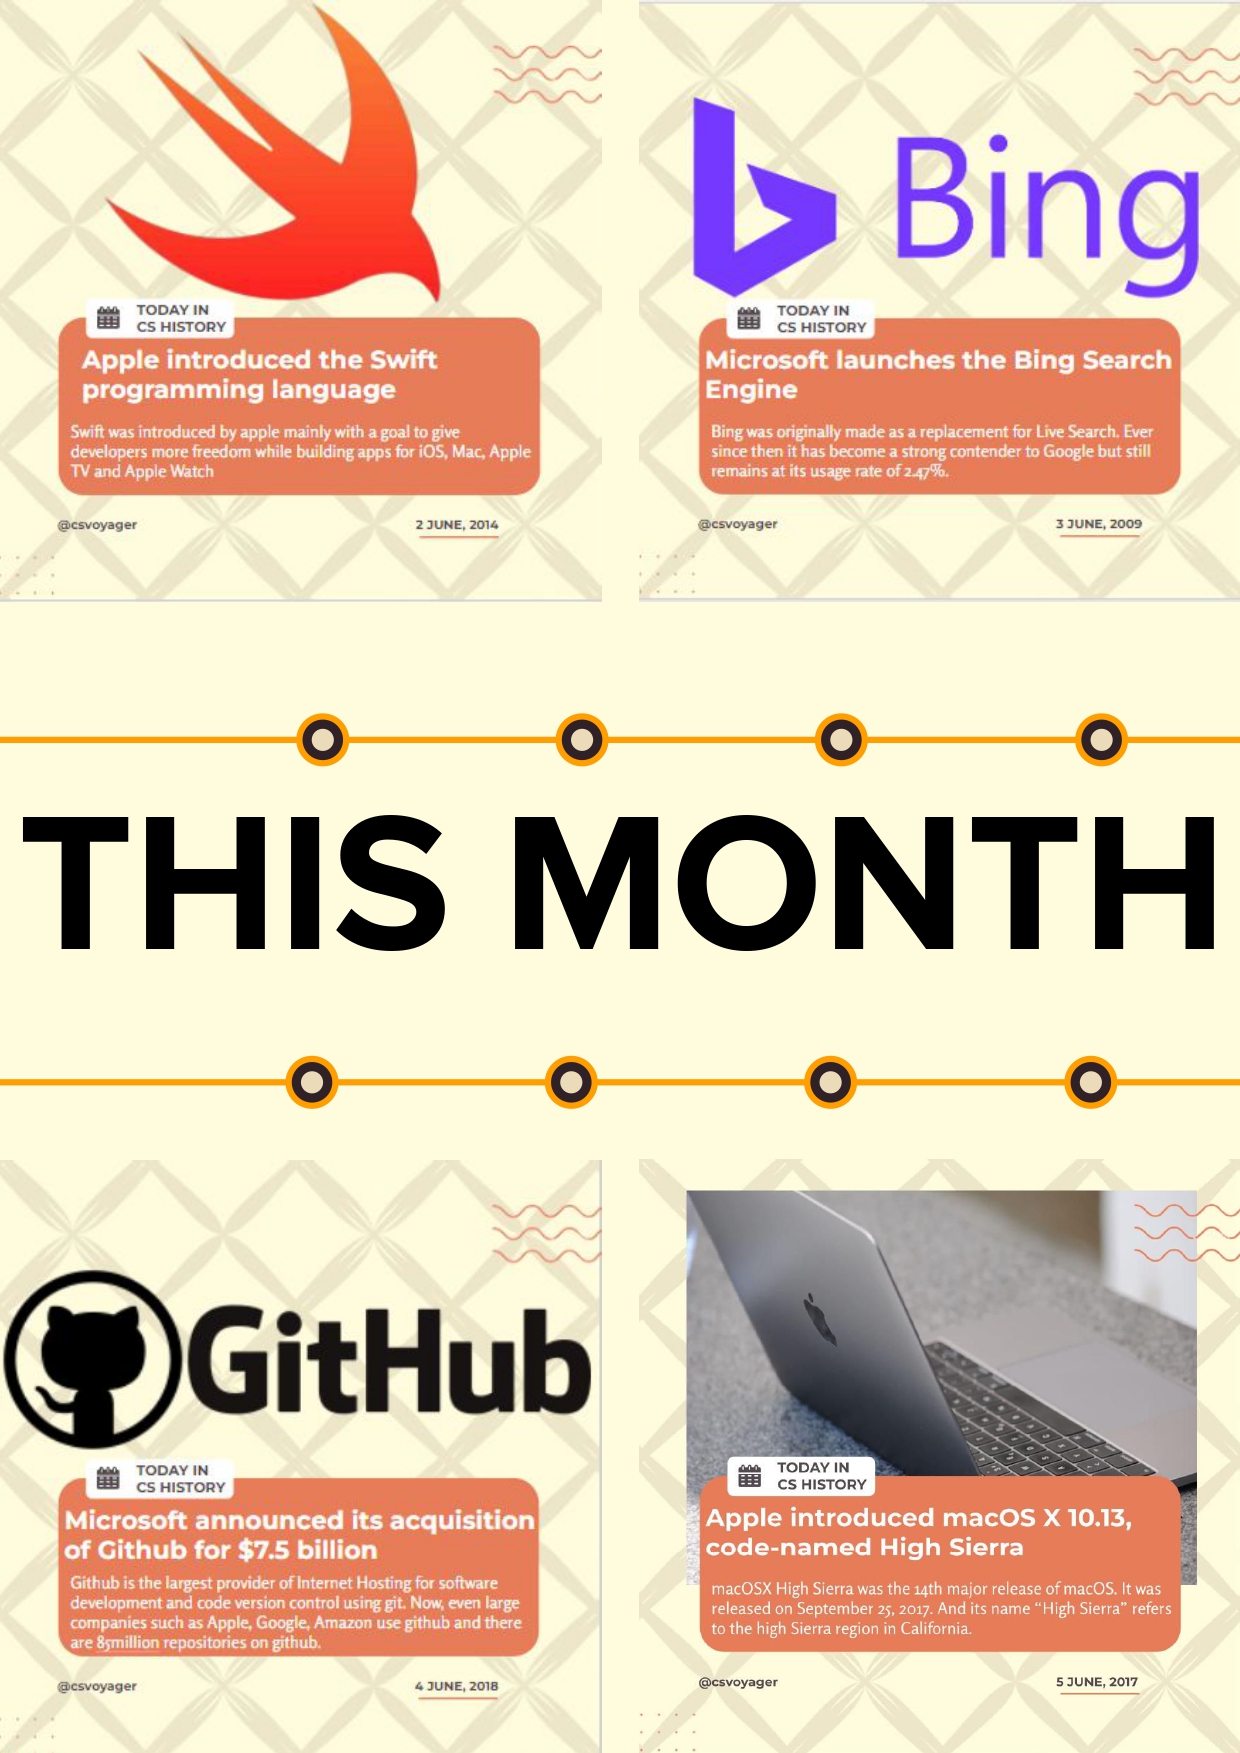 Bing
TODAY IN
CS HISTORY
Apple introduced the Swift
programming language
Swift was introduced by apple mainly with a goal to give
developers more freedom while building apps for iOS, Mac, Apple
TV and Apple Watch
@csvoyager
2 JUNE, 2014
TODAY IN
CS HISTORY
Microsoft launches the Bing Search
Engine
Bing was originally made as a replacement for Live Search. Ever
since then it has become a strong contender to Google but still
remains at its usage rate of 2.47%.
@csvoyager
3 JUNE, 2009
THIS MONTH
GitHub
TODAY IN
CS HISTORY
Microsoft announced its acquisition
of Github for $7.5 billion
Github is the largest provider of Internet Hosting for software
development and code version control using git. Now, even large
companies such as Apple, Google, Amazon use github and there
are 85million repositories on github.
@csvoyager
4 JUNE, 2018
TODAY IN
CS HISTORY
Apple introduced macOS X 10.13,
code-named High Sierra
macOSX High Sierra was the 14th major release of macOS. It was
released on September 25, 2017. And its name “High Sierra” refers
to the high Sierra region in California.
@csvoyager
5 JUNE, 2017